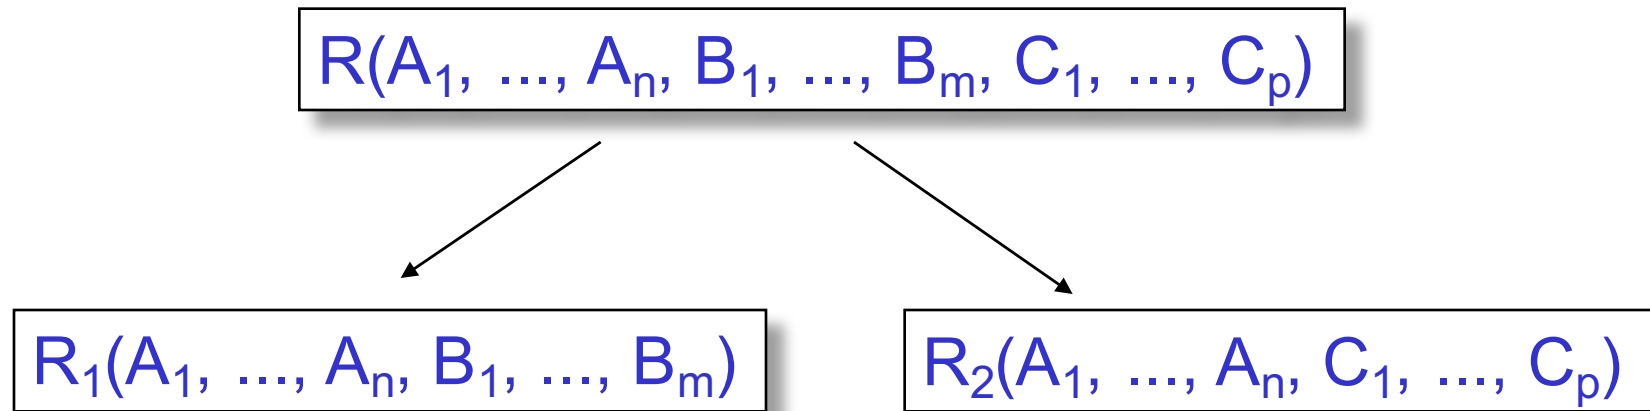 R(A₁, ..., Aₙ, B₁, ..., Bₘ, C₁, ..., Cₚ)
R₁(A₁, ..., Aₙ, B₁, ..., Bₘ)
R₂(A₁, ..., Aₙ, C₁, ..., Cₚ)